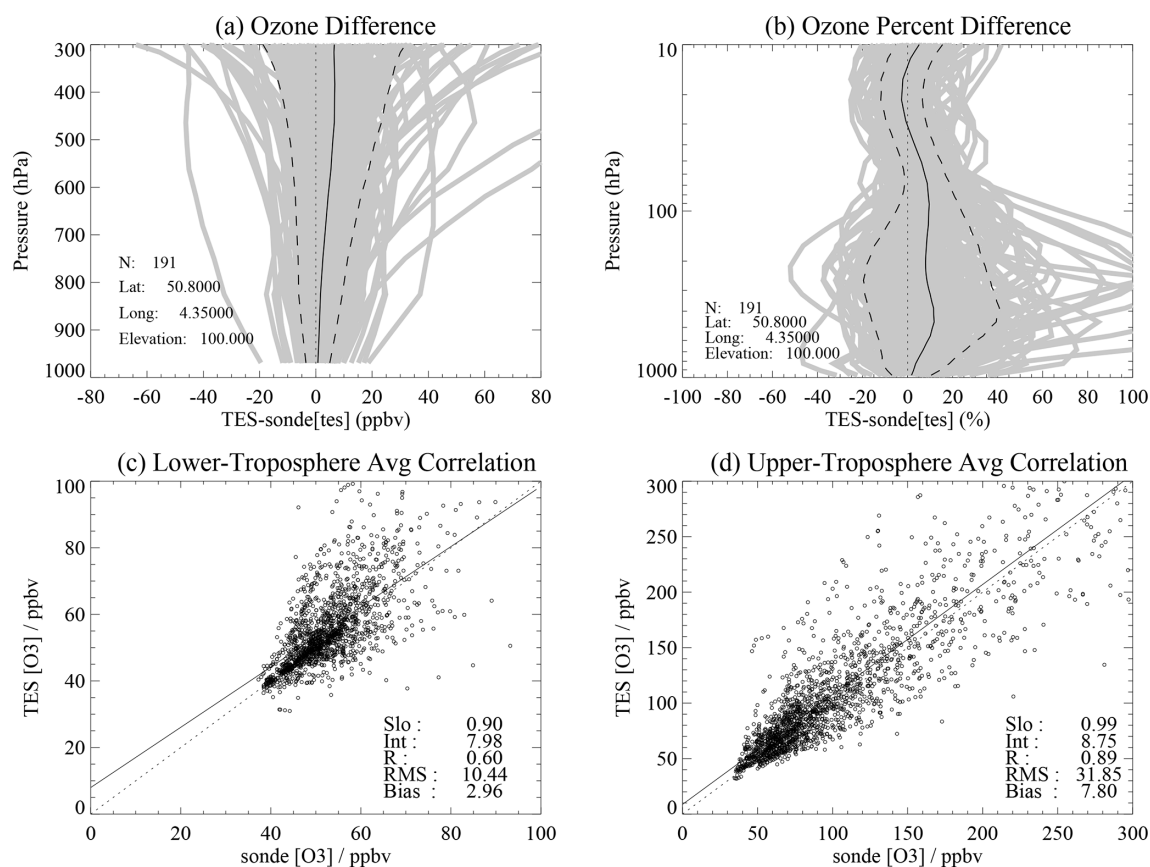 (a) Ozone Difference
300
400
500
600
700
800
900
1000
Pressure (hPa)
N: 191
Lat: 50.8000
Long: 4.35000
Elevation: 100.000
-80 -60 -40 -20 0 20 40 60 80
TES-sonde[tes] (ppbv)
(b) Ozone Percent Difference
10
100
1000
Pressure (hPa)
N: 191
Lat: 50.8000
Long: 4.35000
Elevation: 100.000
-100 -80 -60 -40 -20 0 20 40 60 80 100
TES-sonde[tes] (%)
(c) Lower-Troposphere Avg Correlation
100
80
60
40
20
0
TES [O3] / ppbv
Slo : 0.90
Int : 7.98
R : 0.60
RMS : 10.44
Bias : 2.96
0 20 40 60 80 100
sonde [O3] / ppbv
(d) Upper-Troposphere Avg Correlation
300
250
200
150
100
50
0
TES [O3] / ppbv
Slo : 0.99
Int : 8.75
R : 0.89
RMS : 31.85
Bias : 7.80
0 50 100 150 200 250 300
sonde [O3] / ppbv